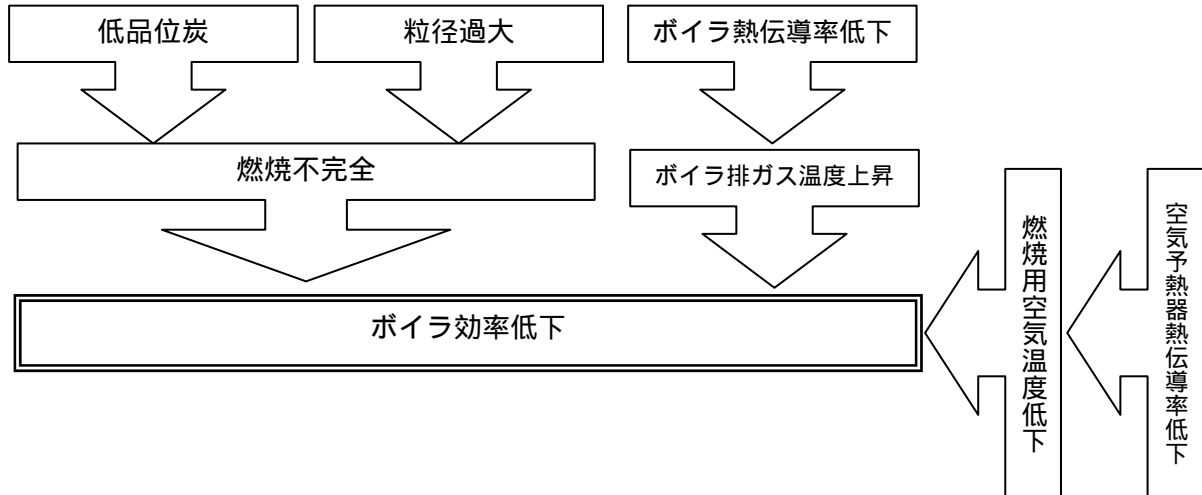 低品位炭
粒径過大
ボイラ熱伝導率低下
燃焼不完全
ボイラ排ガス温度上昇
ボイラ効率低下
燃焼用空気温度低下
空気予熱器熱伝導率低下